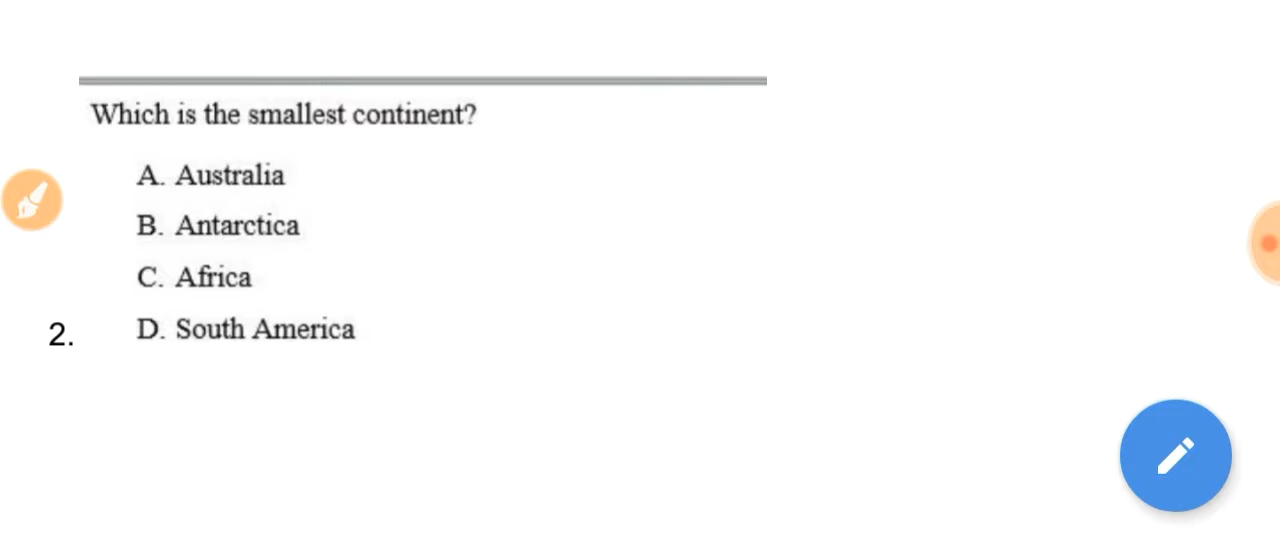 Which is the smallest continent?
A. Australia
B. Antarctica
C. Africa
2. D. South America